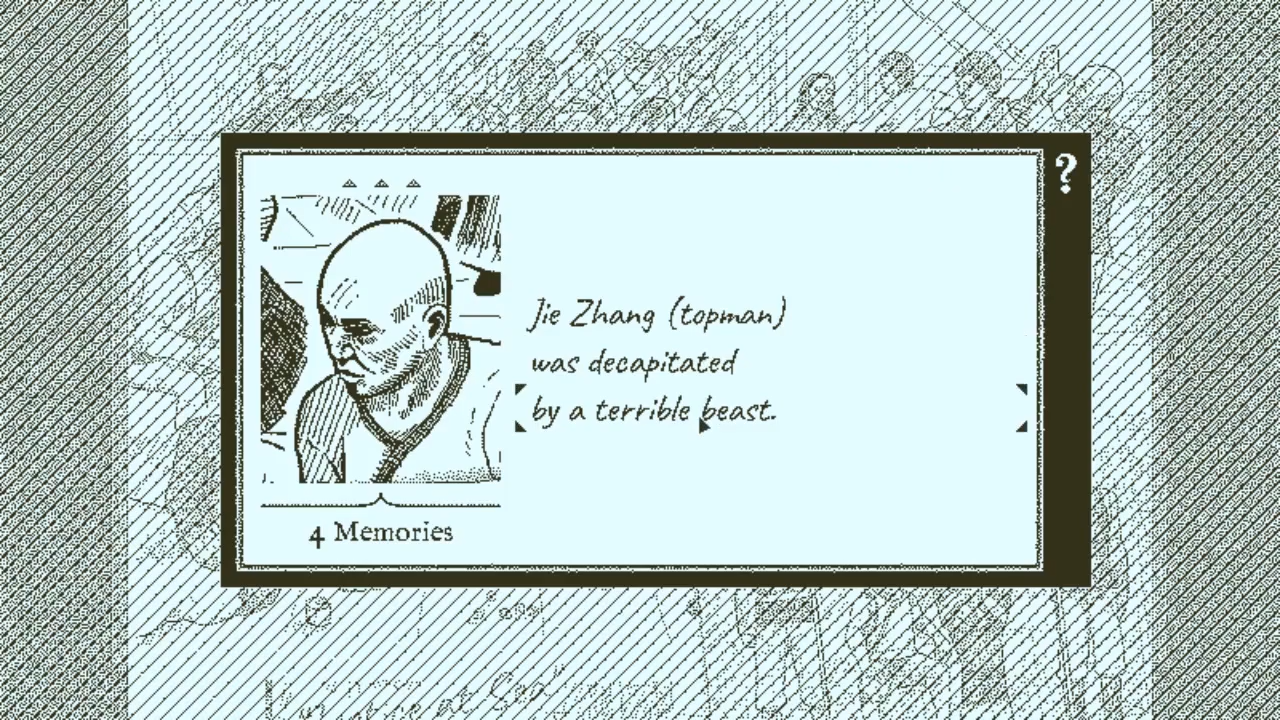 ?
Jie Zhang (topman)
was decapitated
by a terrible beast.
4 Memories